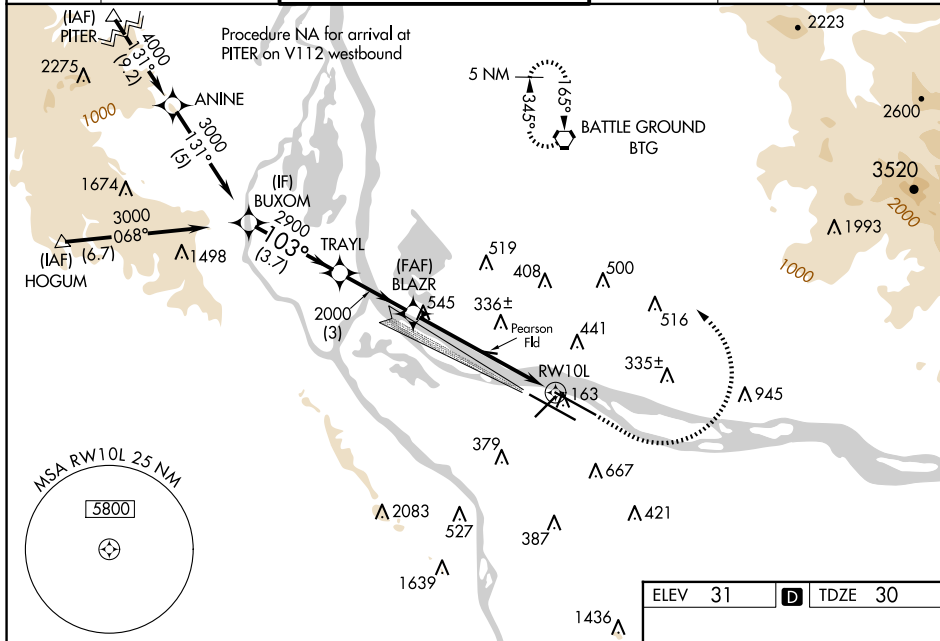 (IAF)
PITER
4000
131°
(9.2)
Procedure NA for arrival at
PITER on V112 westbound
2275
1000
ANINE
3000
131°
(5)
5 NM
345°
165°
BATTLE GROUND
BTG
2223
2600
3520
2000
1993
1000
1674
3000
068°
(6.7)
(IAF)
HOGUM
1498
(IF)
BUXOM
2900
103°
(3.7)
TRAYL
2000
(3)
(FAF)
BLAZR
545
519
408
500
336±
516
441
Pearson
Fld
335±
RW10L
163
945
379
667
2083
527
387
421
1639
1436
MSA RW10L 25 NM
5800
ELEV 31 D TDZE 30